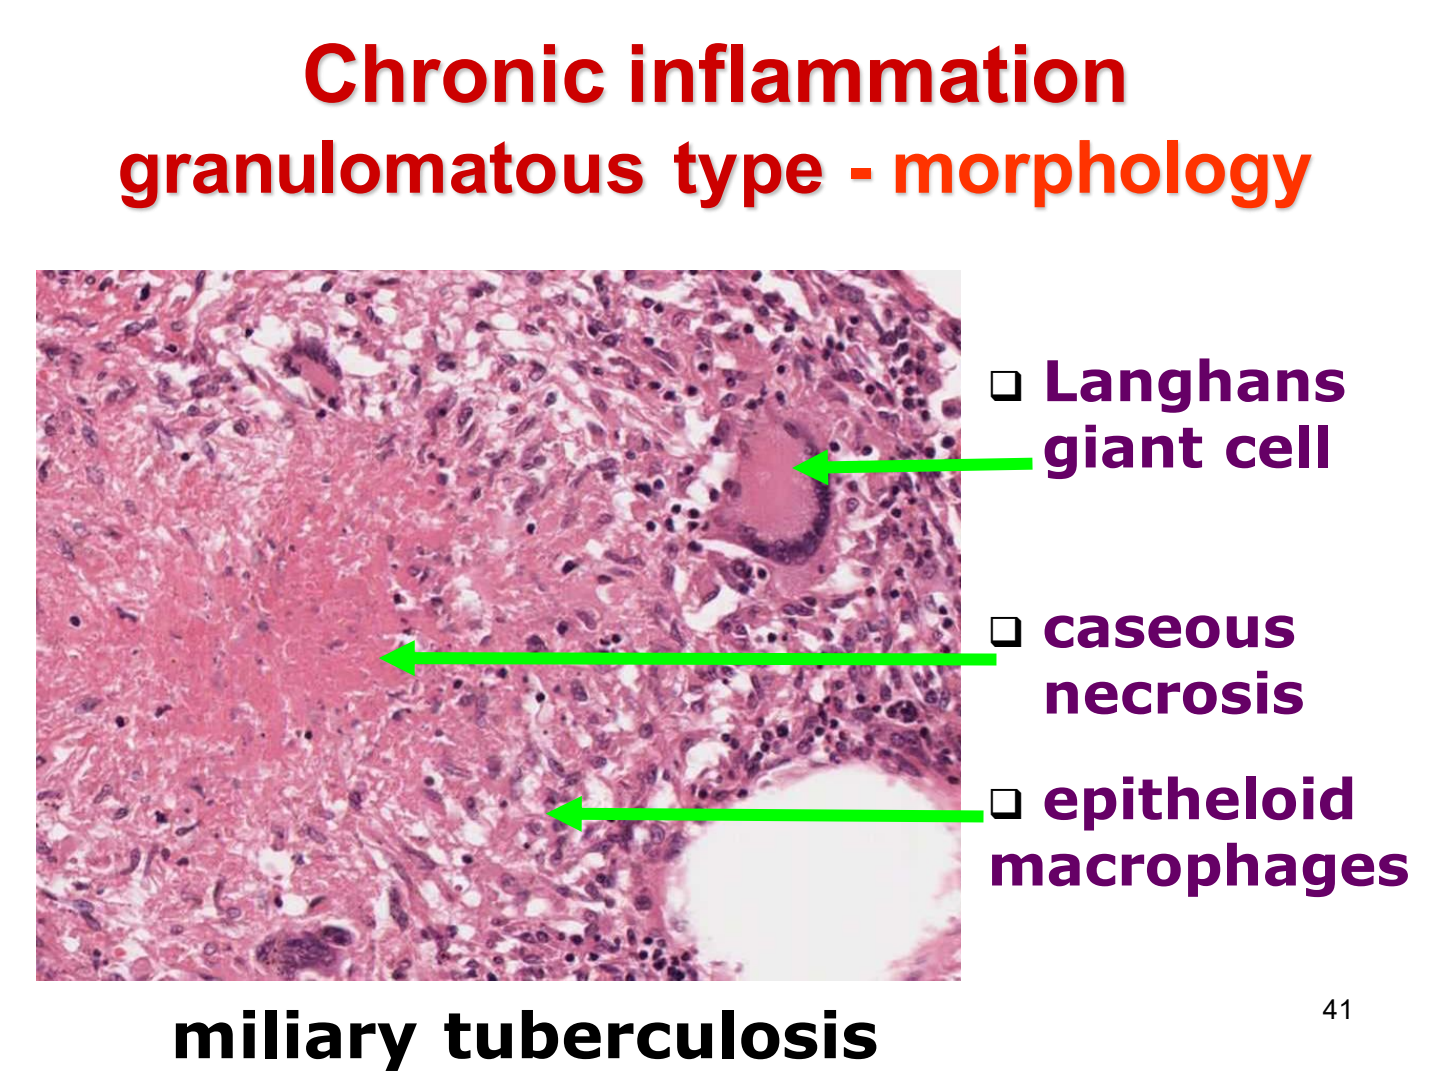 Chronic inflammation
granulomatous type - morphology
❑ Langhans
giant cell
❑ caseous
necrosis
❑ epitheloid
macrophages
miliary tuberculosis
41